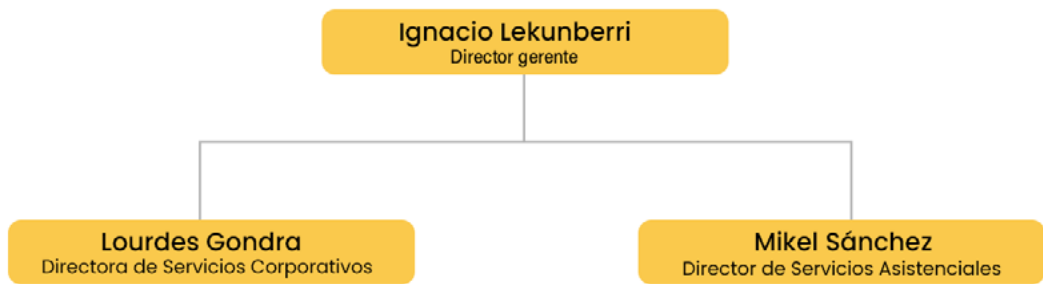 Ignacio Lekunberri
Director gerente
Lourdes Gondra
Directora de Servicios Corporativos
Mikel Sánchez
Director de Servicios Asistenciales